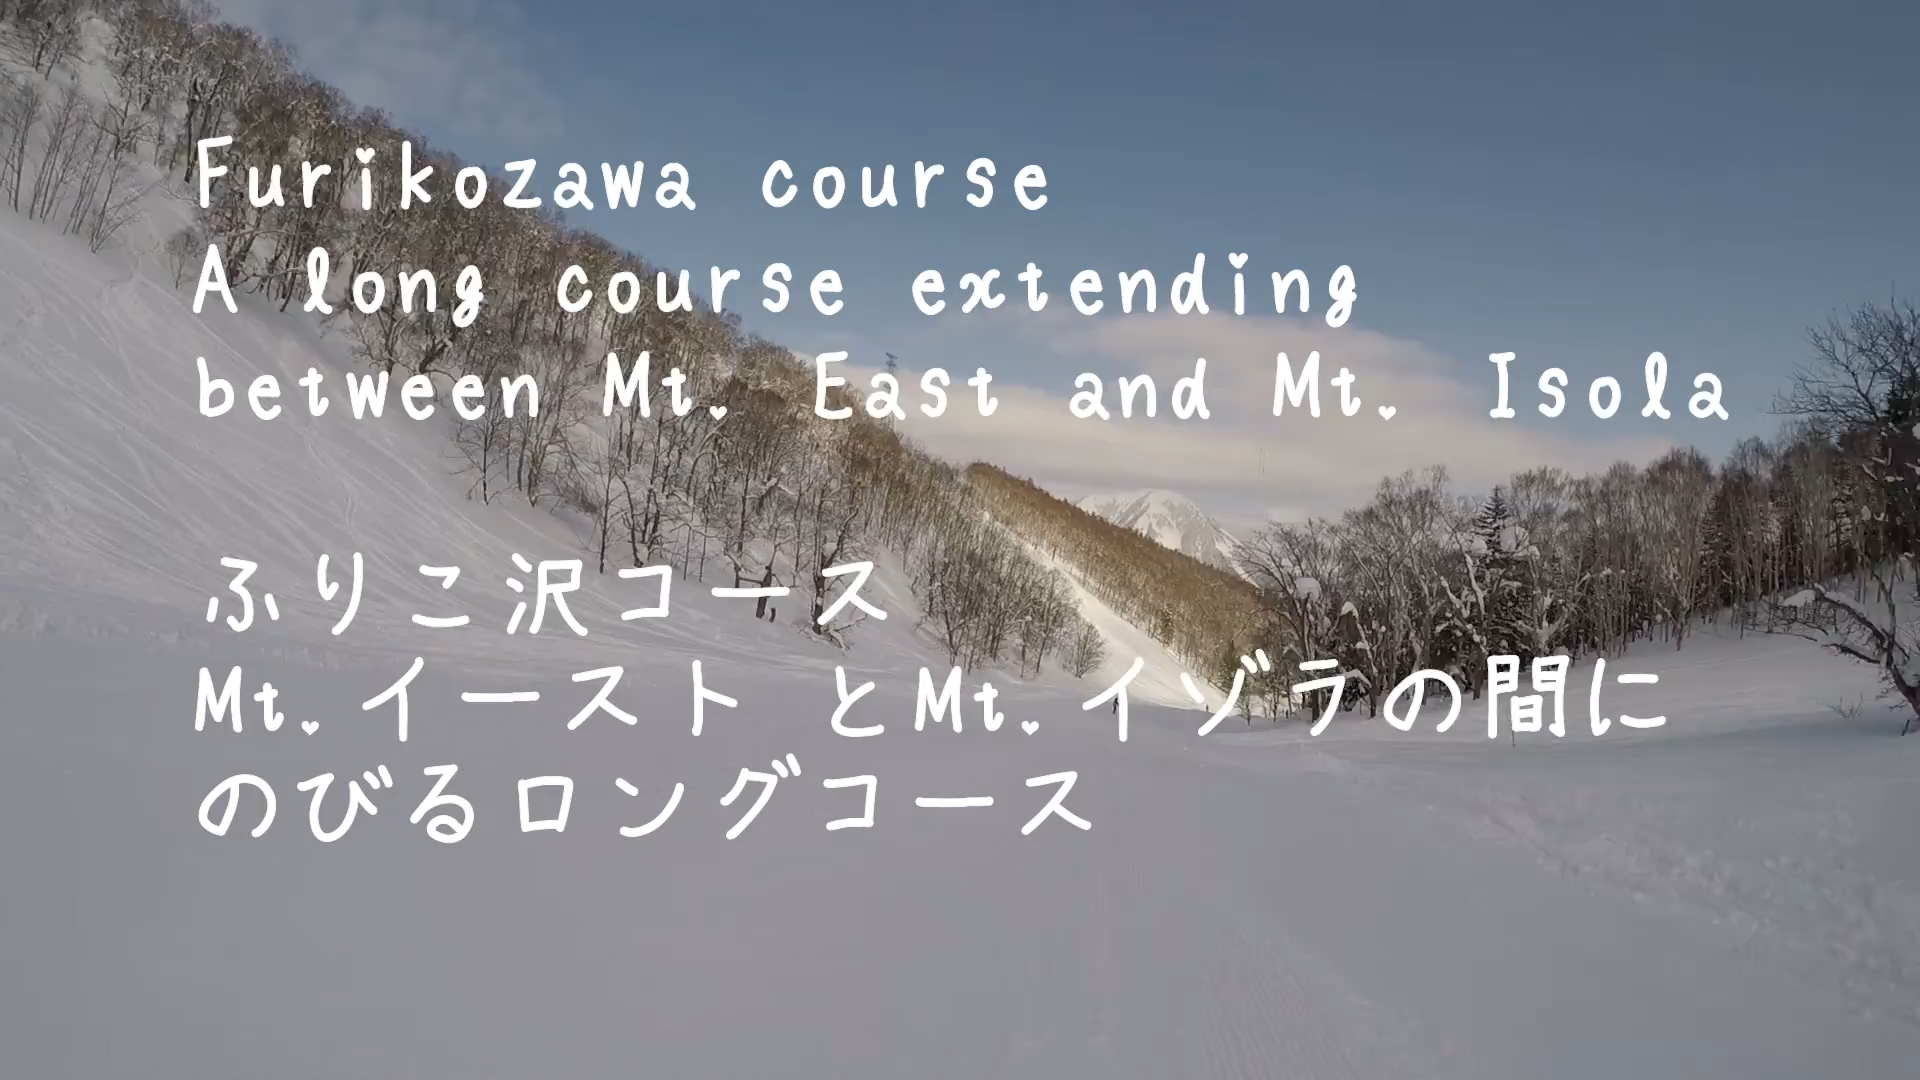 Furikozawa course
A long course extending
between Mt. East and Mt. Isola
ふりこ沢コース
Mt.イースト とMt.イゾラの間に
のびるロングコース